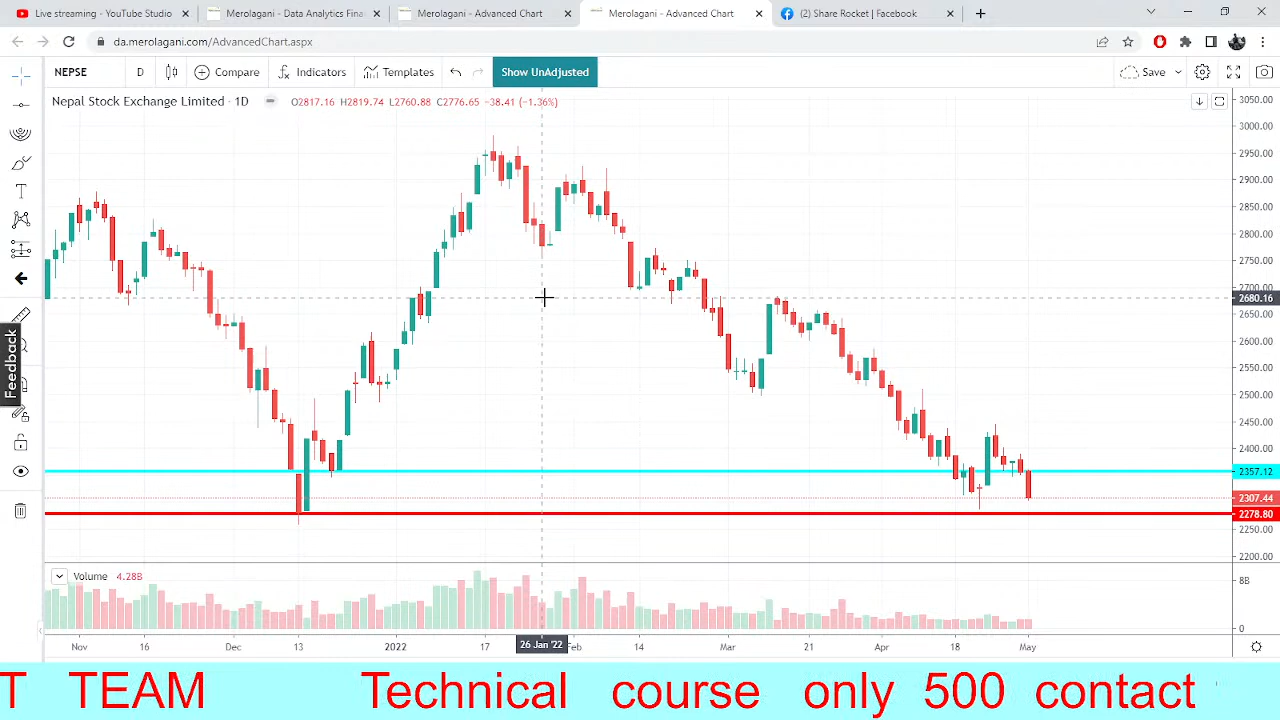 Live streaming - YouTube Studio
Merolagani - Data Analytics Fina
Merolagani - Advanced Chart
Merolagani - Advanced Chart
(2) Share Rocket | Facebook
da.merolagani.com/AdvancedChart.aspx
NEPSE D Compare Indicators Templates Show UnAdjusted Save
Nepal Stock Exchange Limited · 1D O2817.16 H2819.74 L2760.88 C2776.65 −38.41 (−1.36%)
3050.00
3000.00
2950.00
2900.00
2850.00
2800.00
2750.00
2700.00
2680.16
2650.00
2600.00
2550.00
2500.00
2450.00
2400.00
2357.12
2307.44
2278.80
2250.00
2200.00
Feedback
Volume 4.28B
8B
0
Nov 16 Dec 13 2022 17 26 Jan '22 Feb 14 Mar 21 Apr 18 May
T TEAM Technical course only 500 contact